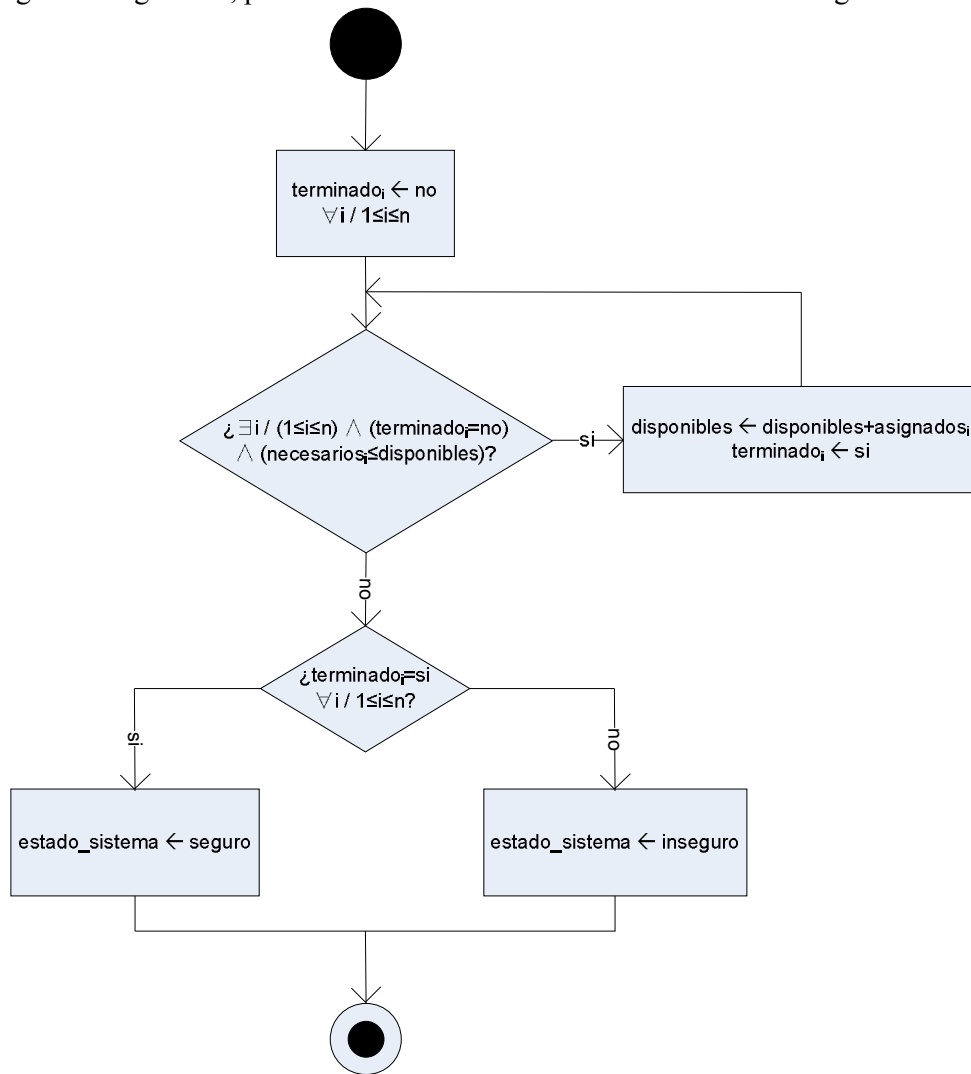 terminadoᵢ ← no
∀i / 1≤i≤n
¿∃i / (1≤i≤n) ∧ (terminadoᵢ=no)
∧ (necesariosᵢ≤disponibles)?
si
disponibles ← disponibles+asignadosᵢ
terminadoᵢ ← si
no
¿terminadoᵢ=si
∀i / 1≤i≤n?
si
no
estado_sistema ← seguro
estado_sistema ← inseguro